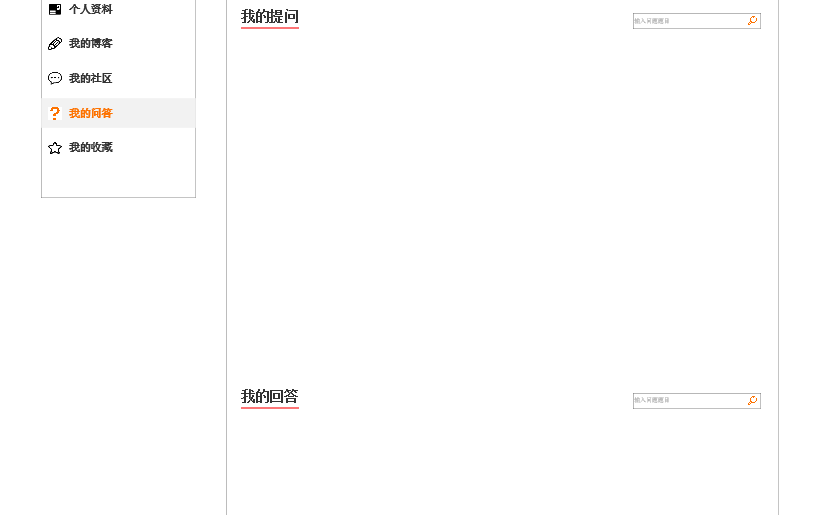 个人资料
我的博客
我的社区
我的问答
我的收藏
我的提问
输入问题题目
我的回答
输入问题题目